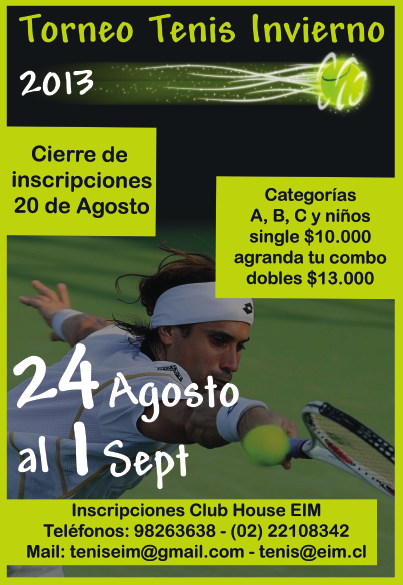 Torneo Tenis Invierno
2013
Cierre de
inscripciones
20 de Agosto
Categorías
A, B, C y niños
single $10.000
agranda tu combo
dobles $13.000
24 Agosto
al 1 Sept
Inscripciones Club House EIM
Teléfonos: 98263638 - (02) 22108342
Mail: teniseim@gmail.com - tenis@eim.cl